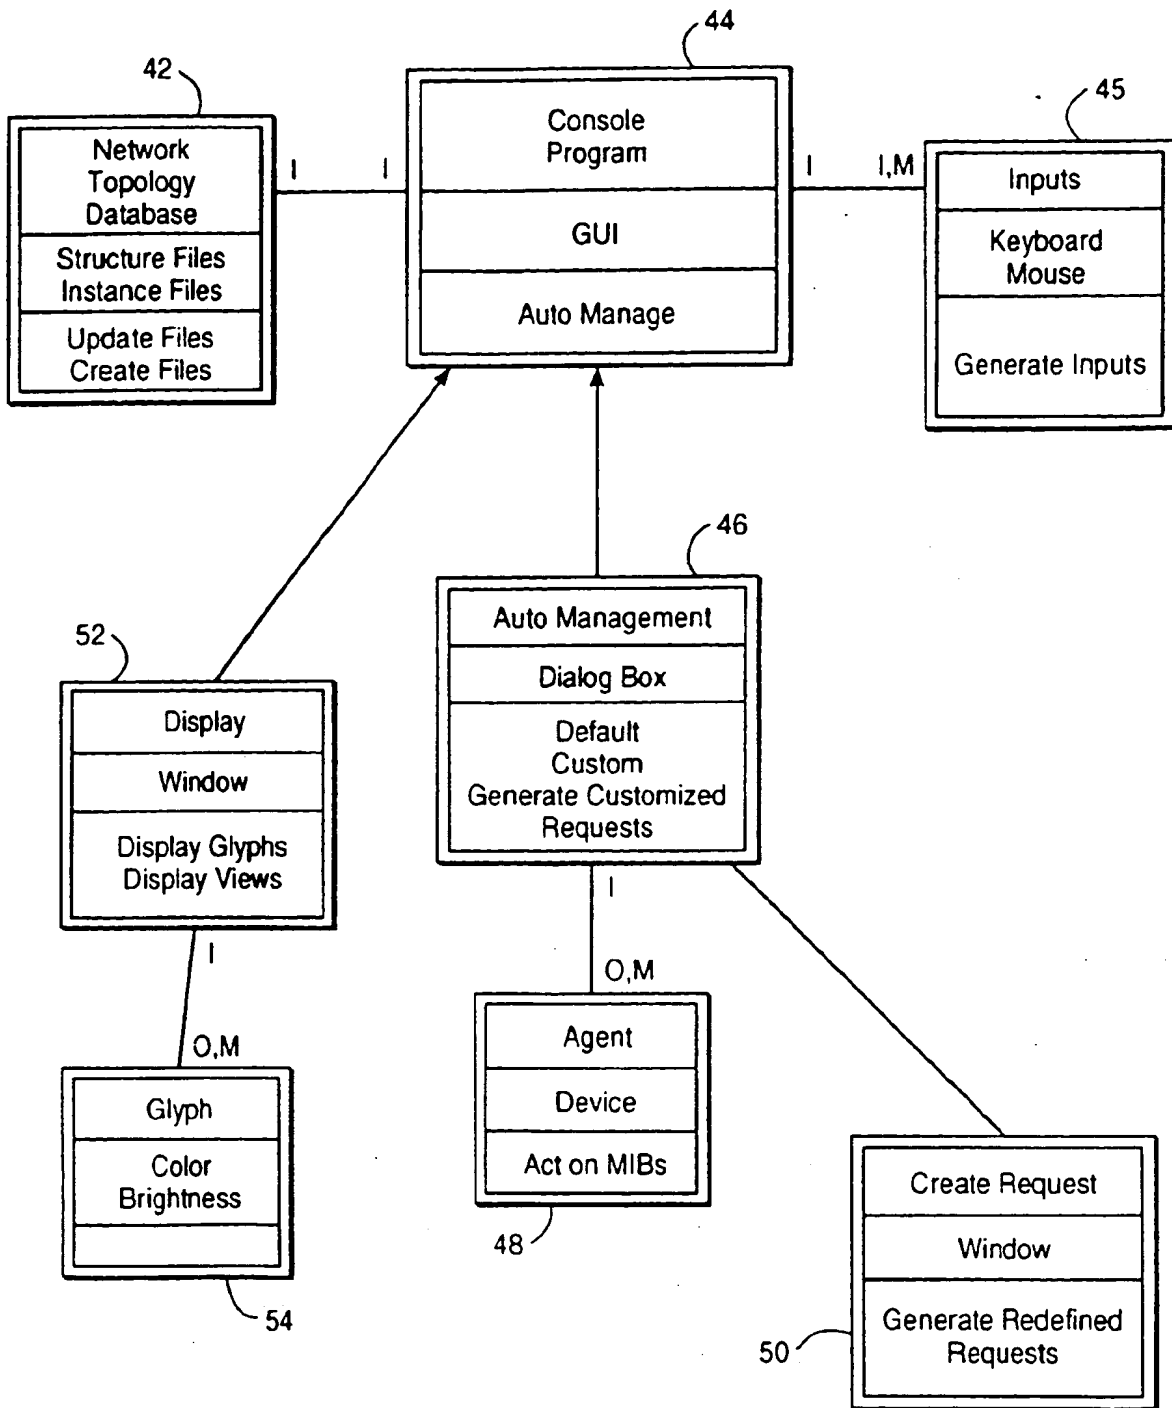 44
42
45
Console
Program
GUI
Auto Manage
Network
Topology
Database
Structure Files
Instance Files
Update Files
Create Files
I
I
I
I,M
Inputs
Keyboard
Mouse
Generate Inputs
46
Auto Management
Dialog Box
Default
Custom
Generate Customized
Requests
52
Display
Window
Display Glyphs
Display Views
I
O,M
I
O,M
Glyph
Color
Brightness
54
Agent
Device
Act on MIBs
48
Create Request
Window
Generate Redefined
Requests
50